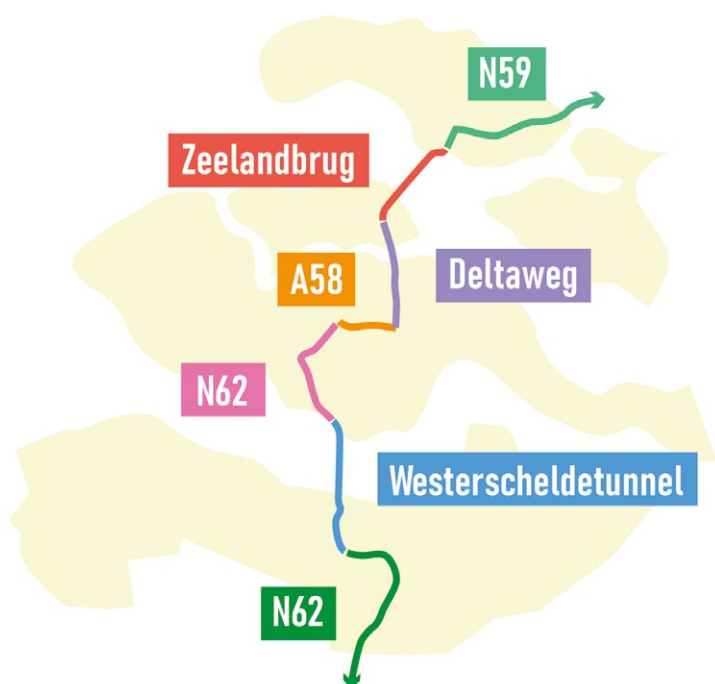 N59
Zeelandbrug
A58
Deltaweg
N62
Westerscheldetunnel
N62